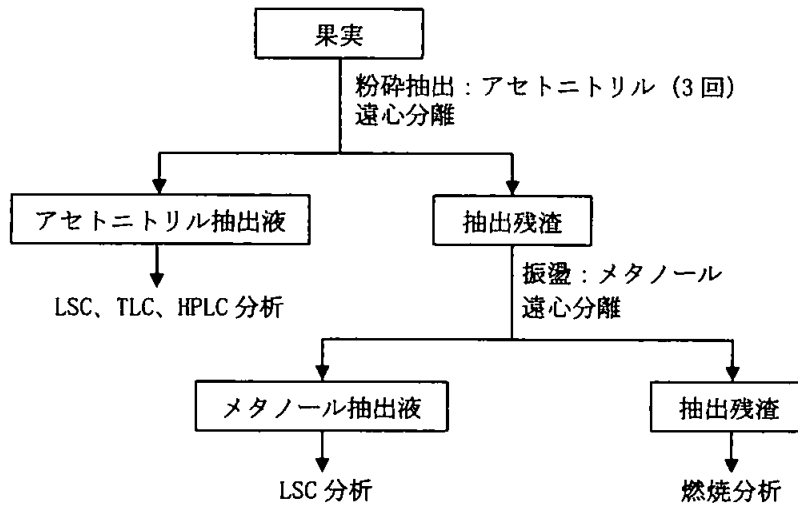 果実
粉砕抽出：アセトニトリル（3回）
遠心分離
アセトニトリル抽出液
抽出残渣
LSC、TLC、HPLC分析
振盪：メタノール
遠心分離
メタノール抽出液
抽出残渣
LSC分析
燃焼分析